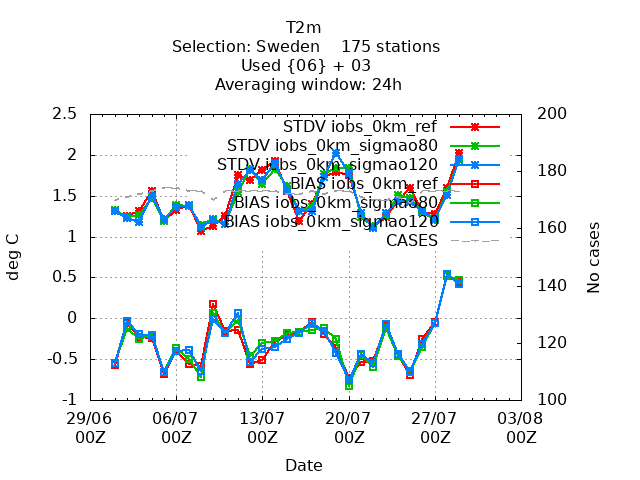 T2m
Selection: Sweden    175 stations
Used {06} + 03
Averaging window: 24h
2.5
2
1.5
1
0.5
0
-0.5
-1
deg C
200
180
160
140
120
100
No cases
STDV iobs_0km_ref
STDV iobs_0km_sigmao80
STDV iobs_0km_sigmao120
BIAS iobs_0km_ref
BIAS iobs_0km_sigmao80
BIAS iobs_0km_sigmao120
CASES
29/06 06/07 13/07 20/07 27/07 03/08
00Z 00Z 00Z 00Z 00Z 00Z
Date